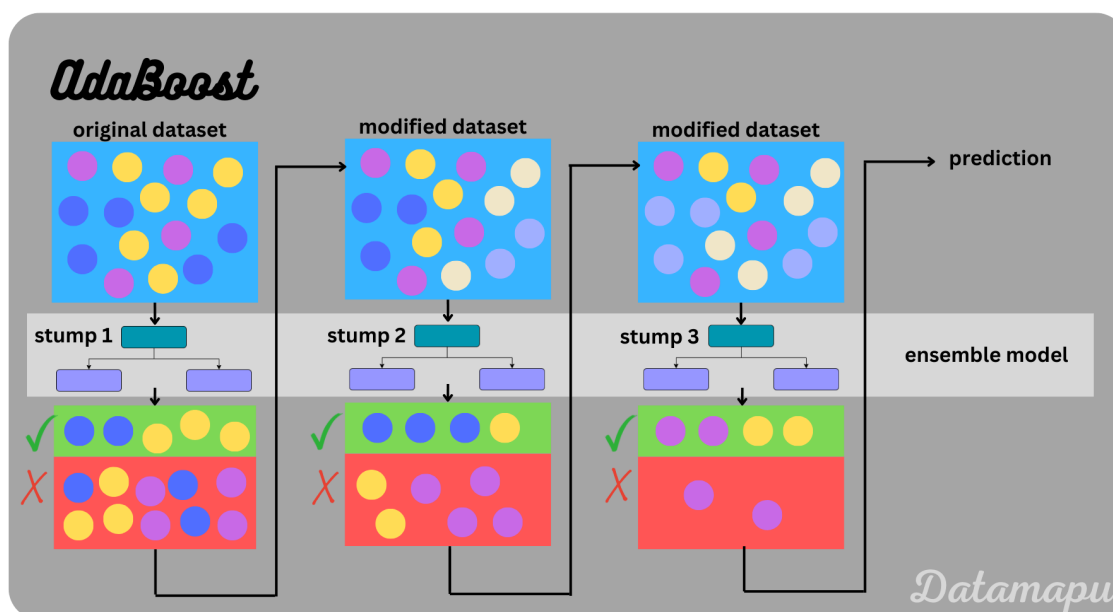 AdaBoost
original dataset
modified dataset
modified dataset
prediction
stump 1
stump 2
stump 3
ensemble model
Datamapu